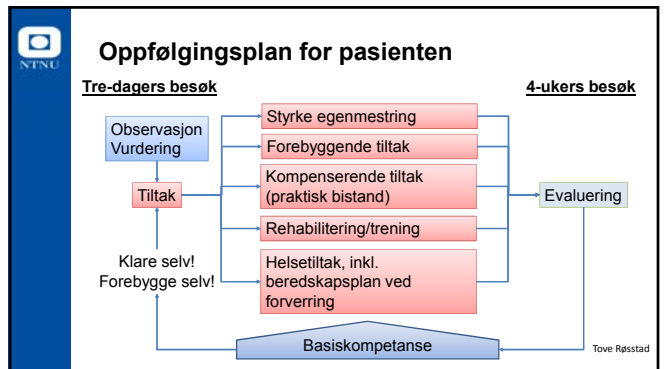 NTNU
Oppfølgingsplan for pasienten
Tre-dagers besøk
4-ukers besøk
Observasjon
Vurdering
Tiltak
Klare selv!
Forebygge selv!
Styrke egenmestring
Forebyggende tiltak
Kompenserende tiltak
(praktisk bistand)
Rehabilitering/trening
Helsetiltak, inkl.
beredskapsplan ved
forverring
Evaluering
Basiskompetanse
Tove Røsstad